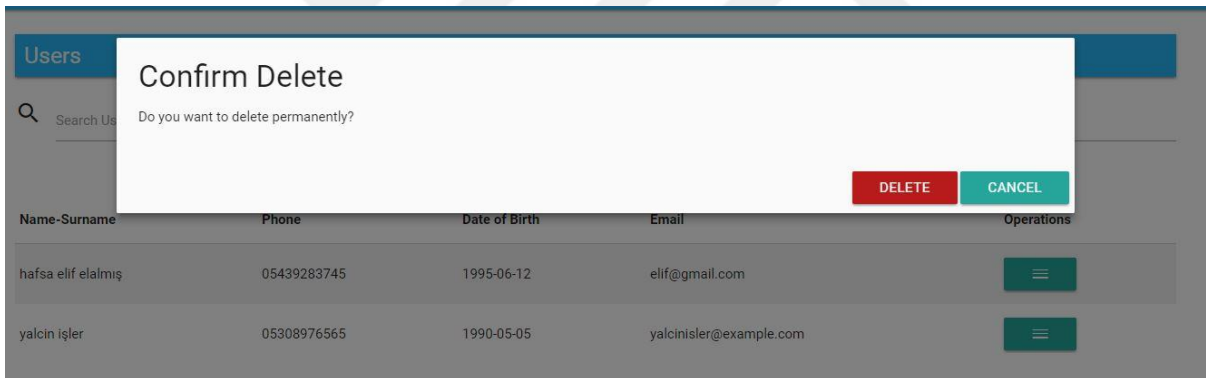 Users
Confirm Delete
Search Us
Do you want to delete permanently?
DELETE CANCEL
Name-Surname Phone Date of Birth Email Operations
hafsa elif elalmış 05439283745 1995-06-12 elif@gmail.com
yalcin işler 05308976565 1990-05-05 yalcinisler@example.com